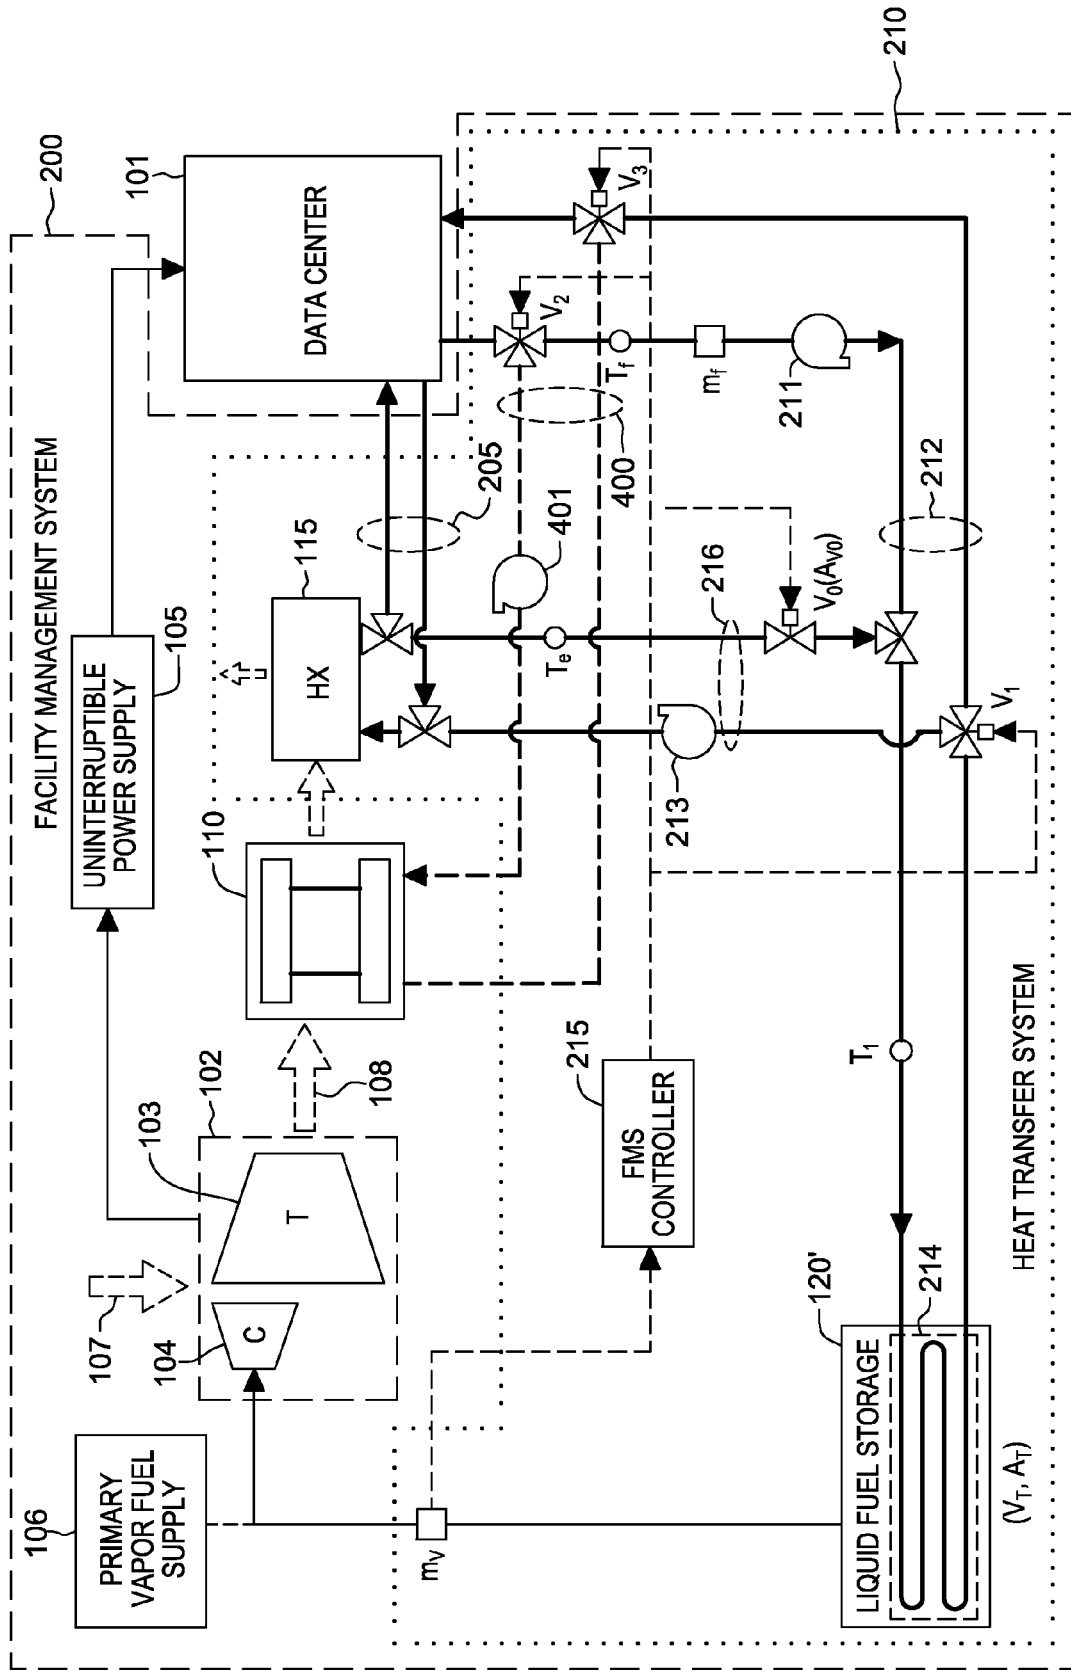 200
FACILITY MANAGEMENT SYSTEM
106
PRIMARY
VAPOR FUEL
SUPPLY
107
104
C
103
T
102
108
UNINTERRUPTIBLE
POWER SUPPLY
105
110
HX
115
101
DATA CENTER
205
401
400
V2
V3
Tf
mf
211
210
212
216
Te
213
V0(AV0)
V1
T1
215
FMS
CONTROLLER
mV
120'
LIQUID FUEL STORAGE
214
(VT, AT)
HEAT TRANSFER SYSTEM